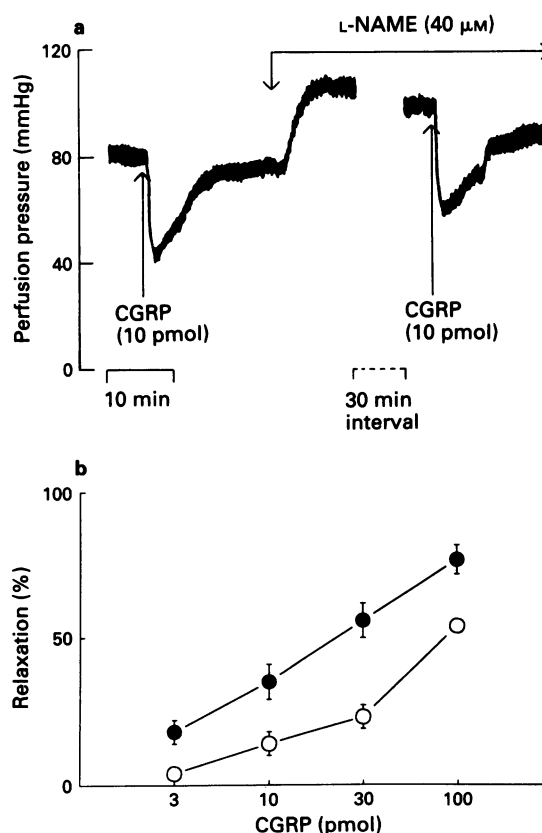 a
L-NAME (40 μM)
Perfusion pressure (mmHg)
120
80
40
0
CGRP
(10 pmol)
CGRP
(10 pmol)
10 min
30 min
interval
b
Relaxation (%)
100
50
0
3 10 30 100
CGRP (pmol)